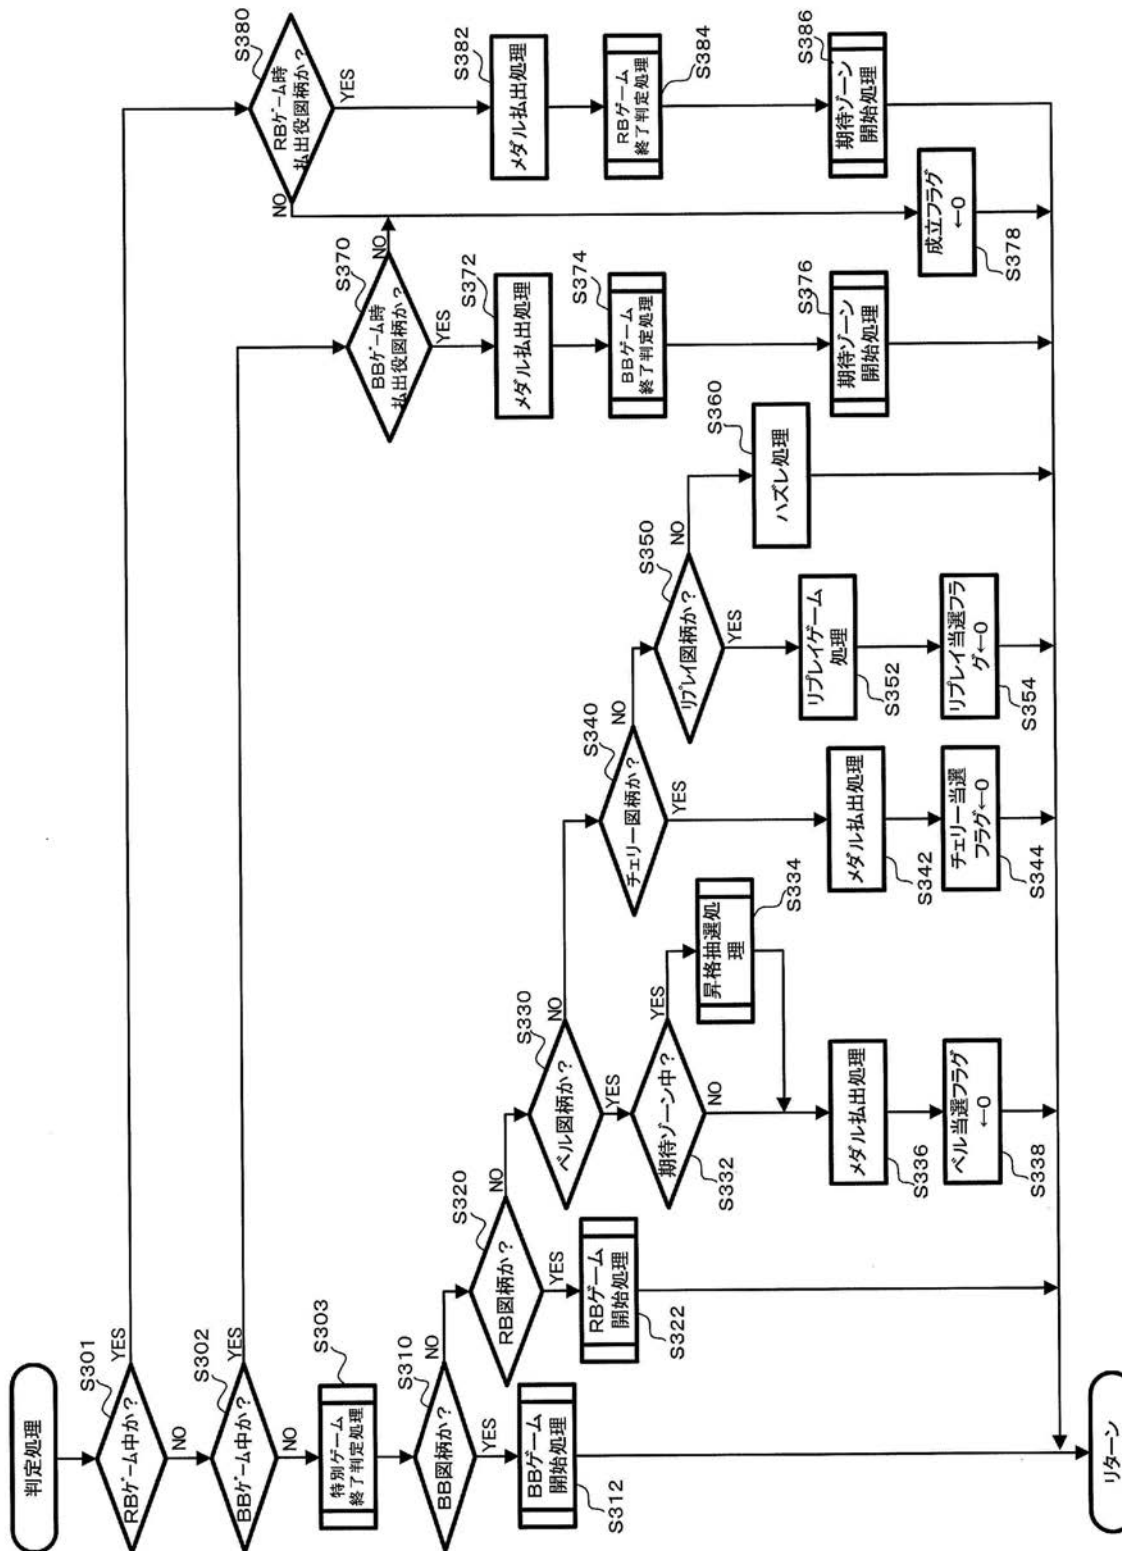 判定処理
S301
RBゲーム中か?
YES
NO
S302
BBゲーム中か?
YES
NO
S303
特別ゲーム
終了判定処理
S310
BB図柄か?
NO
YES
BBゲーム
開始処理
S312
S320
RB図柄か?
NO
YES
RBゲーム
開始処理
S322
S330
ベル図柄か?
NO
YES
期待ゾーン中?
YES
NO
S332
昇格抽選処
理
S334
メダル払出処理
S336
ベル当選フラグ
←0
S338
S340
チェリー図柄か?
NO
YES
メダル払出処理
S342
チェリー当選
フラグ←0
S344
S350
リプレイ図柄か?
NO
YES
リプレイゲーム
処理
S352
リプレイ当選フラ
グ←0
S354
S360
ハズレ処理
S370
BBゲーム時
払出役図柄か?
NO
YES
S372
メダル払出処理
S374
BBゲーム
終了判定処理
S376
期待ゾーン
開始処理
成立フラグ
←0
S378
S380
RBゲーム時
払出役図柄か?
NO
YES
S382
メダル払出処理
RBゲーム
終了判定処理
S384
S386
期待ゾーン
開始処理
リターン